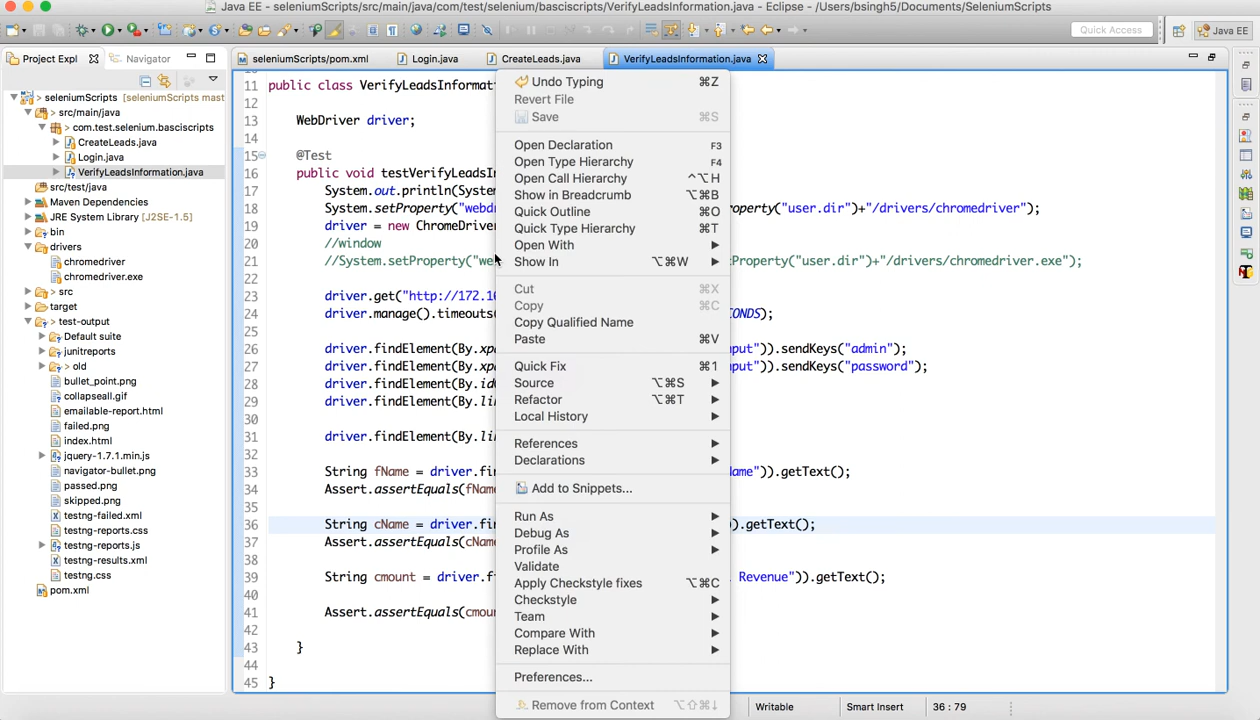 Java EE - seleniumScripts/src/main/java/com/test/selenium/basciscripts/VerifyLeadsInformation.java - Eclipse - /Users/bsingh5/Documents/SeleniumScripts
Quick Access
Java EE
Project Expl
Navigator
seleniumScripts/pom.xml
Login.java
CreateLeads.java
VerifyLeadsInformation.java
seleniumScripts [seleniumScripts mast
> src/main/java
> com.test.selenium.basciscripts
CreateLeads.java
Login.java
VerifyLeadsInformation.java
src/test/java
Maven Dependencies
JRE System Library [J2SE-1.5]
> bin
drivers
chromedriver
chromedriver.exe
> src
target
> test-output
Default suite
junitreports
> old
bullet_point.png
collapseall.gif
emailable-report.html
failed.png
index.html
jquery-1.7.1.min.js
navigator-bullet.png
passed.png
skipped.png
testng-failed.xml
testng-reports.css
testng-reports.js
testng-results.xml
testng.css
pom.xml
11 public class VerifyLeadsInformat
12
13 WebDriver driver;
14
15 @Test
16 public void testVerifyLeadsI
17 System.out.println(System
18 System.setProperty("webd roperty("user.dir")+"/drivers/chromedriver");
19 driver = new ChromeDriver
20 //window
21 //System.setProperty("we tProperty("user.dir")+"/drivers/chromedriver.exe");
22
23 driver.get("http://172.16
24 driver.manage().timeouts( CONDS);
25
26 driver.findElement(By.xp nput")).sendKeys("admin");
27 driver.findElement(By.xpa nput")).sendKeys("password");
28 driver.findElement(By.id
29 driver.findElement(By.li
30
31 driver.findElement(By.li
32
33 String fName = driver.fin ame")).getText();
34 Assert.assertEquals(fName
35
36 String cName = driver.fin )).getText();
37 Assert.assertEquals(cName
38
39 String cmount = driver.f Revenue")).getText();
40
41 Assert.assertEquals(cmoun
42
43 }
44
45 }
Undo Typing ⌘Z
Revert File
Save ⌘S
Open Declaration F3
Open Type Hierarchy F4
Open Call Hierarchy ^⌥H
Show in Breadcrumb ⌥⌘B
Quick Outline ⌘O
Quick Type Hierarchy ⌘T
Open With
Show In ⌥⌘W
Cut ⌘X
Copy ⌘C
Copy Qualified Name
Paste ⌘V
Quick Fix ⌘1
Source ⌥⌘S
Refactor ⌥⌘T
Local History
References
Declarations
Add to Snippets...
Run As
Debug As
Profile As
Validate
Apply Checkstyle fixes ⌥⌘C
Checkstyle
Team
Compare With
Replace With
Preferences...
Remove from Context ⌥⇧⌘↓
Writable
Smart Insert
36 : 79